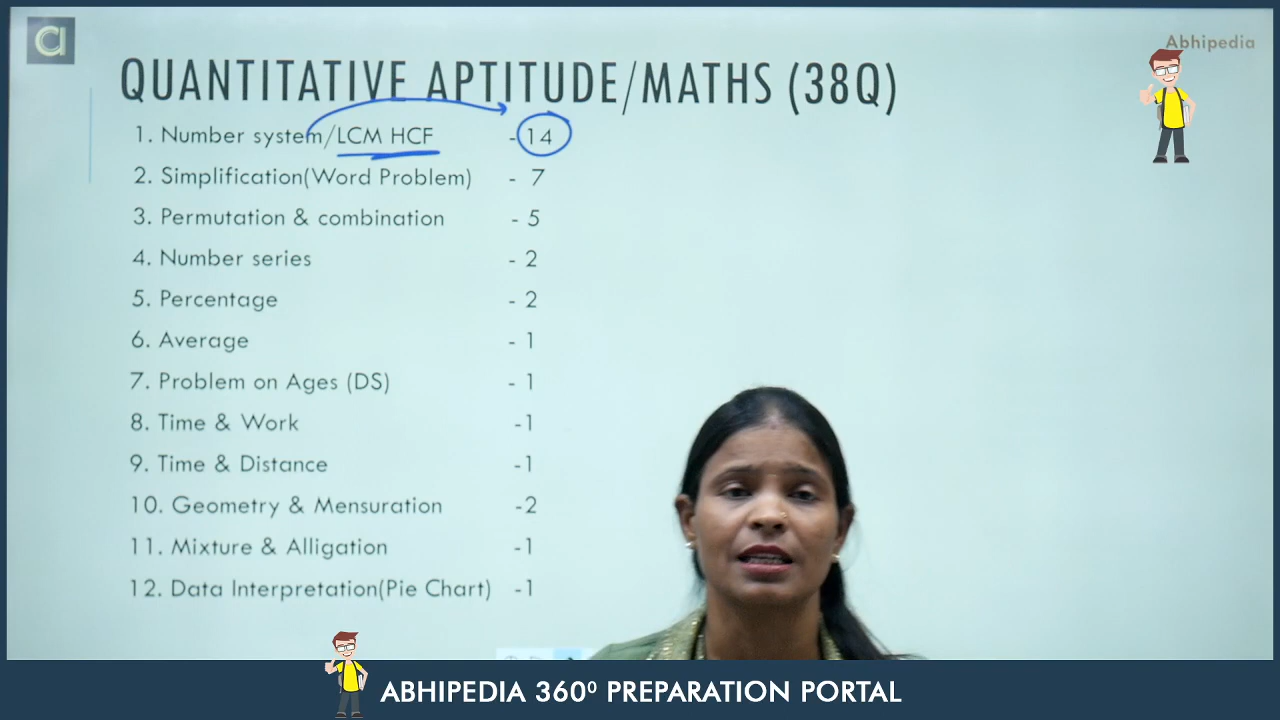 a
Abhipedia
QUANTITATIVE APTITUDE/MATHS (38Q)
1. Number system/LCM HCF - 14
2. Simplification(Word Problem) - 7
3. Permutation & combination - 5
4. Number series - 2
5. Percentage - 2
6. Average - 1
7. Problem on Ages (DS) - 1
8. Time & Work -1
9. Time & Distance -1
10. Geometry & Mensuration -2
11. Mixture & Alligation -1
12. Data Interpretation(Pie Chart) -1
ABHIPEDIA 360⁰ PREPARATION PORTAL